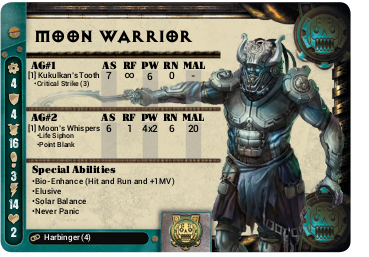 MOON WARRIOR
AG#1 AS RF PW RN MAL
[1] Kukulkan's Tooth 7 ∞ 6 0 -
•Critical Strike (3)
AG#2 AS RF PW RN MAL
[1] Moon's Whispers 6 1 4x2 6 20
•Life Siphon
•Point Blank
Special Abilities
•Bio-Enhance (Hit and Run and +1MV)
•Elusive
•Solar Balance
•Never Panic
4
4
16
3
14
2
Harbinger (4)